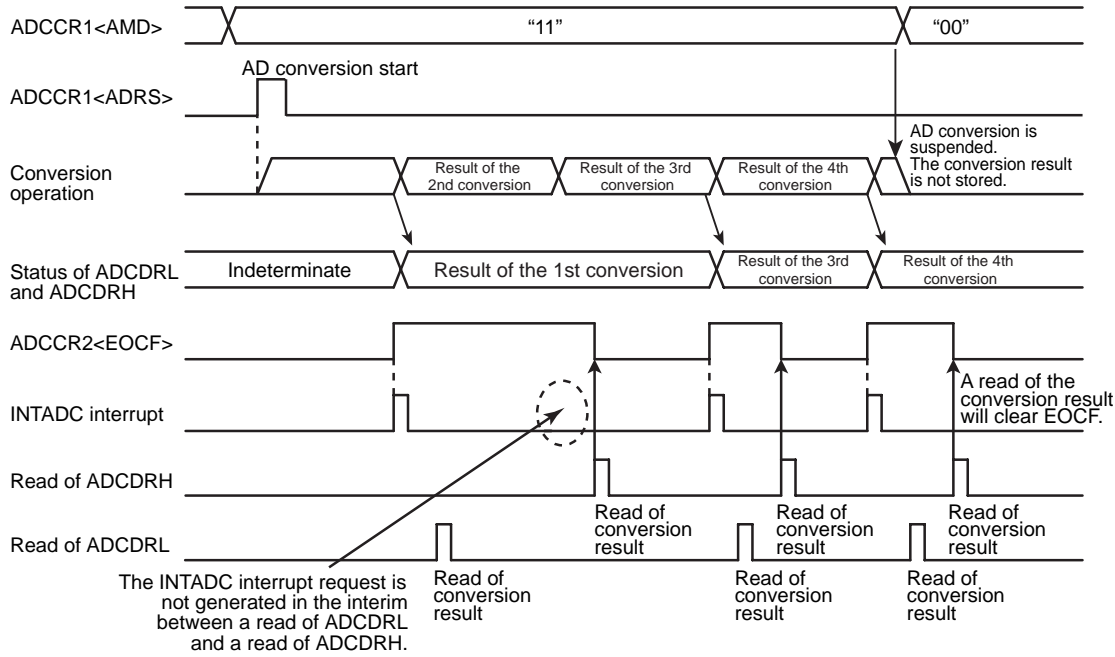 ADCCR1<AMD>
“11”
“00”
AD conversion start
ADCCR1<ADRS>
AD conversion is
suspended.
The conversion result
is not stored.
Conversion
operation
Result of the
2nd conversion
Result of the 3rd
conversion
Result of the 4th
conversion
Status of ADCDRL
and ADCDRH
Indeterminate
Result of the 1st conversion
Result of the 3rd
conversion
Result of the 4th
conversion
ADCCR2<EOCF>
INTADC interrupt
A read of the
conversion result
will clear EOCF.
Read of ADCDRH
Read of
conversion
result
Read of
conversion
result
Read of
conversion
result
Read of ADCDRL
The INTADC interrupt request is
not generated in the interim
between a read of ADCDRL
and a read of ADCDRH.
Read of
conversion
result
Read of
conversion
result
Read of
conversion
result